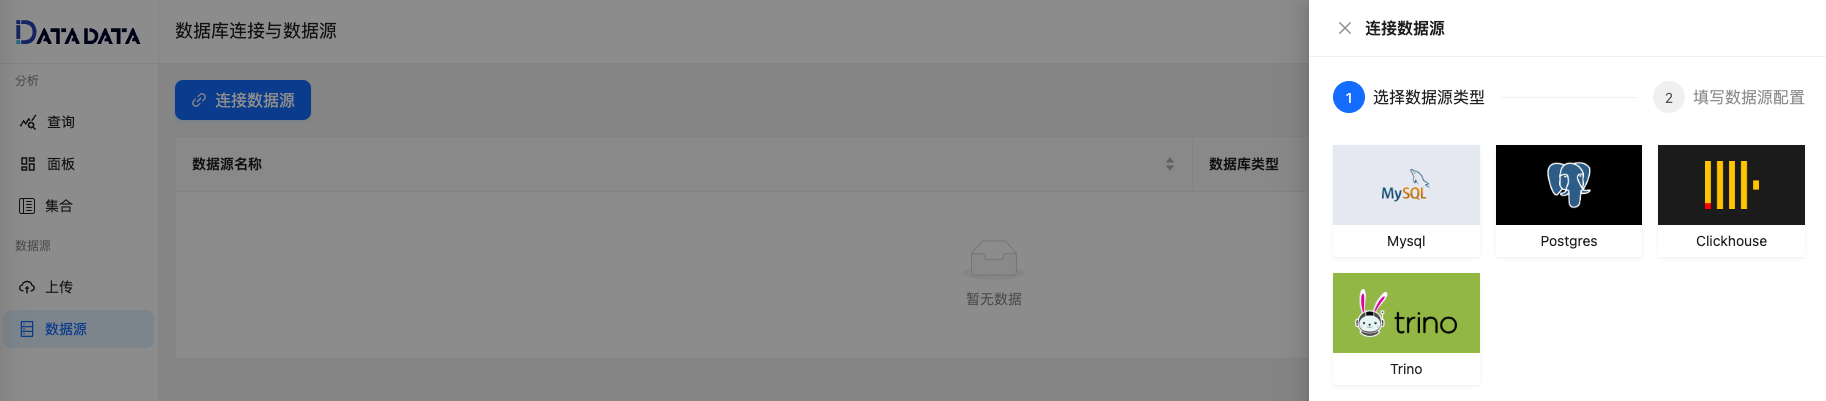 DATADATA
分析
查询
面板
集合
数据源
上传
数据源
数据库连接与数据源
连接数据源
数据源名称
数据库类型
暂无数据
连接数据源
1 选择数据源类型
2 填写数据源配置
MySQL
Mysql
Postgres
Clickhouse
trino
Trino